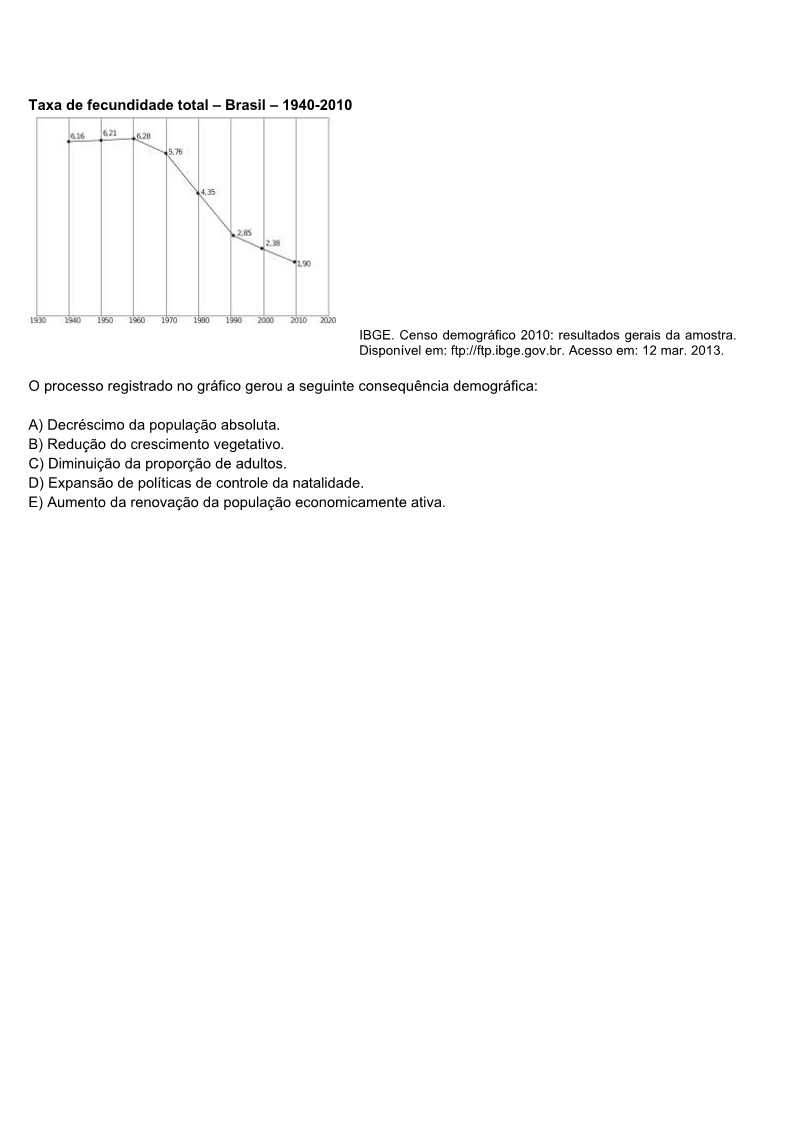 Taxa de fecundidade total – Brasil – 1940-2010
6,16
6,21
6,28
5,76
4,35
2,85
2,38
1,90
1930 1940 1950 1960 1970 1980 1990 2000 2010 2020
IBGE. Censo demográfico 2010: resultados gerais da amostra.
Disponível em: ftp://ftp.ibge.gov.br. Acesso em: 12 mar. 2013.
O processo registrado no gráfico gerou a seguinte consequência demográfica:
A) Decréscimo da população absoluta.
B) Redução do crescimento vegetativo.
C) Diminuição da proporção de adultos.
D) Expansão de políticas de controle da natalidade.
E) Aumento da renovação da população economicamente ativa.